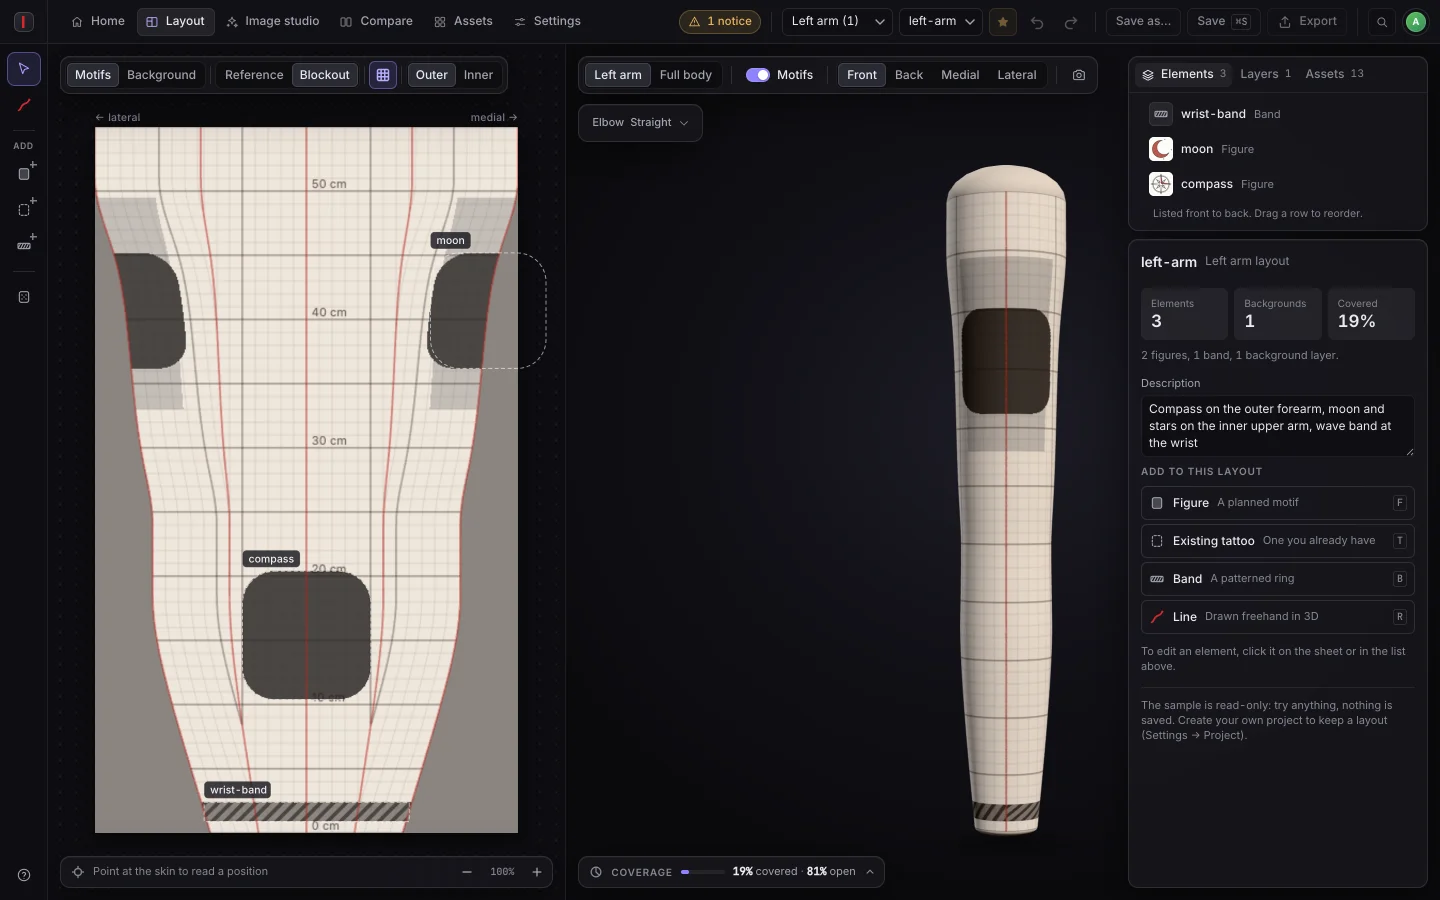 Home
Layout
Image studio
Compare
Assets
Settings
1 notice
Left arm (1)
left-arm
Save as...
Save ⌘S
Export
A
Motifs
Background
Reference
Blockout
Outer
Inner
Left arm
Full body
Motifs
Front
Back
Medial
Lateral
Elbow Straight
ADD
← lateral
medial →
50 cm
moon
40 cm
30 cm
compass
20 cm
10 cm
wrist-band
0 cm
Point at the skin to read a position
100%
COVERAGE
19% covered · 81% open
Elements 3
Layers 1
Assets 13
wrist-band Band
moon Figure
compass Figure
Listed front to back. Drag a row to reorder.
left-arm Left arm layout
Elements
3
Backgrounds
1
Covered
19%
2 figures, 1 band, 1 background layer.
Description
Compass on the outer forearm, moon and
stars on the inner upper arm, wave band at
the wrist
ADD TO THIS LAYOUT
Figure A planned motif F
Existing tattoo One you already have T
Band A patterned ring B
Line Drawn freehand in 3D R
To edit an element, click it on the sheet or in the list
above.
The sample is read-only: try anything, nothing is
saved. Create your own project to keep a layout
(Settings → Project).